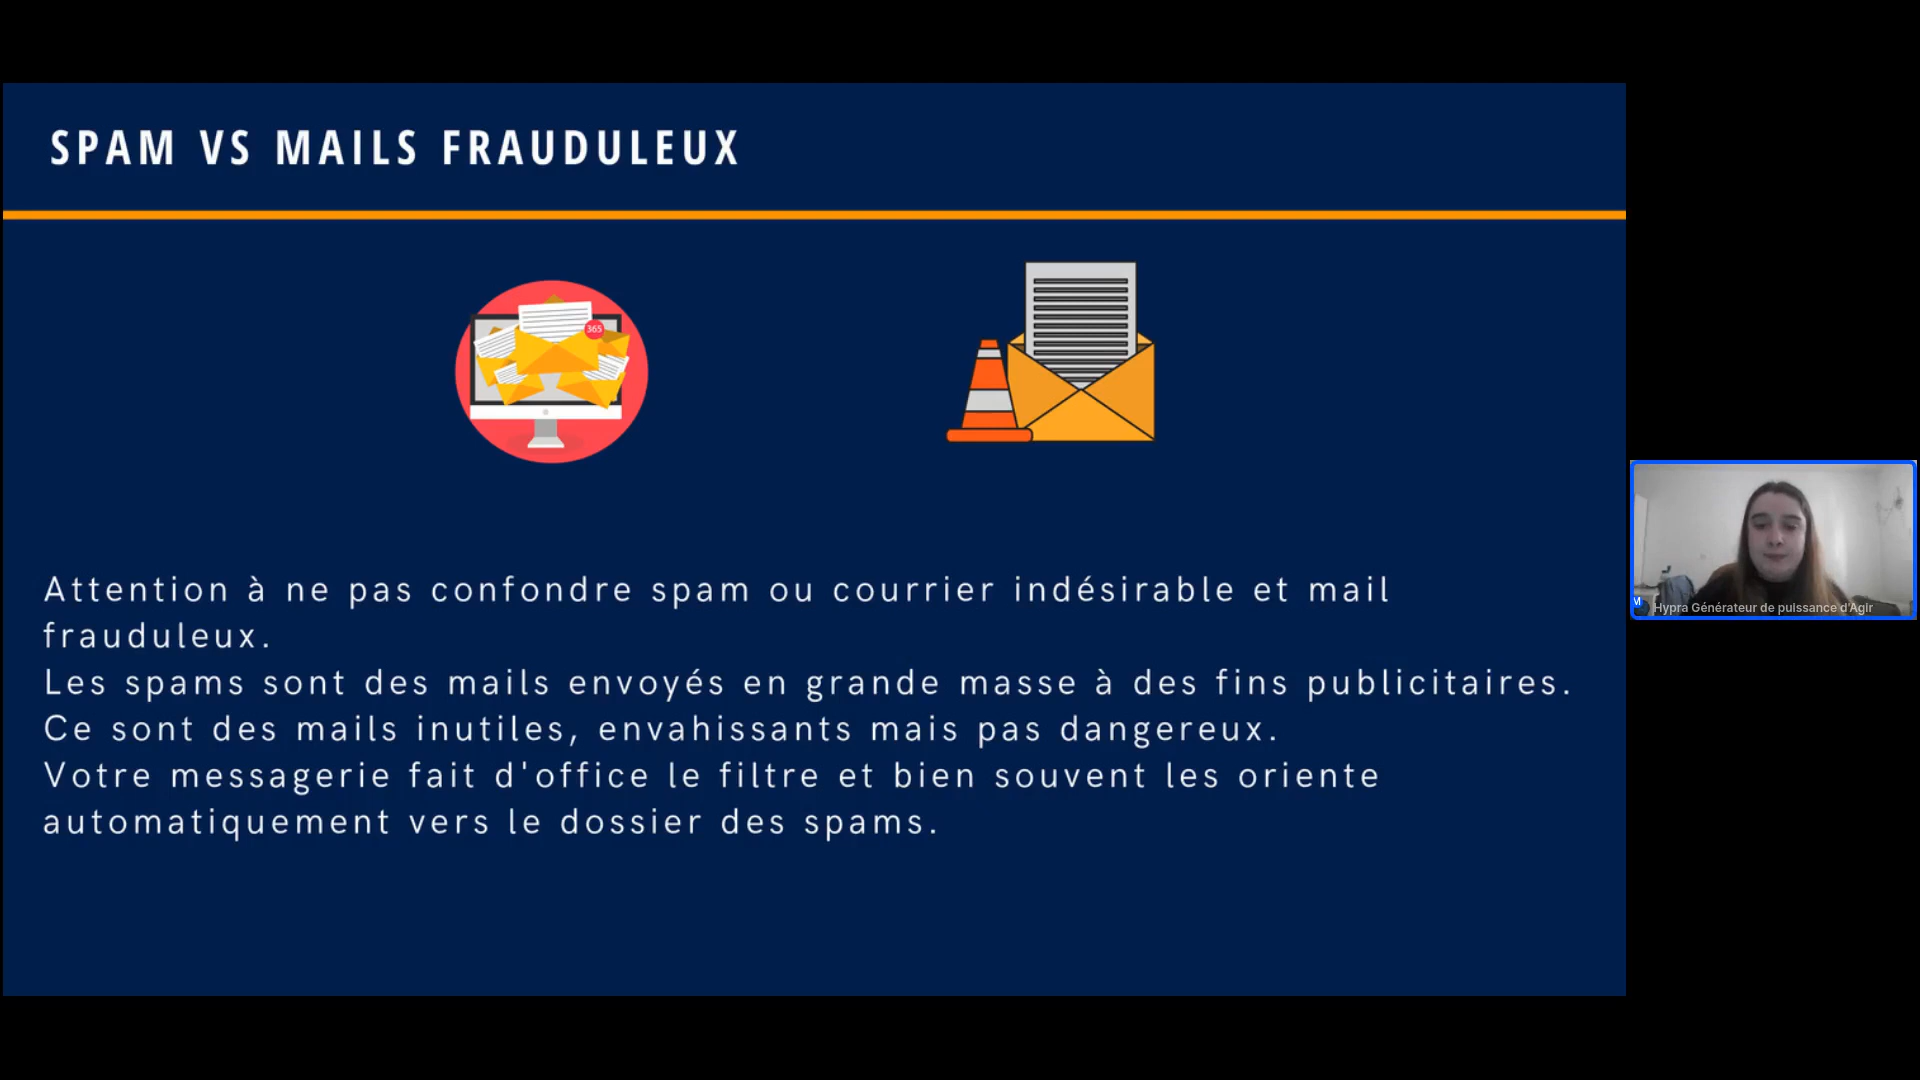 SPAM VS MAILS FRAUDULEUX
365
Attention à ne pas confondre spam ou courrier indésirable et mail
frauduleux.
Les spams sont des mails envoyés en grande masse à des fins publicitaires.
Ce sont des mails inutiles, envahissants mais pas dangereux.
Votre messagerie fait d'office le filtre et bien souvent les oriente
automatiquement vers le dossier des spams.
M
Hypra Générateur de puissance d'Agir